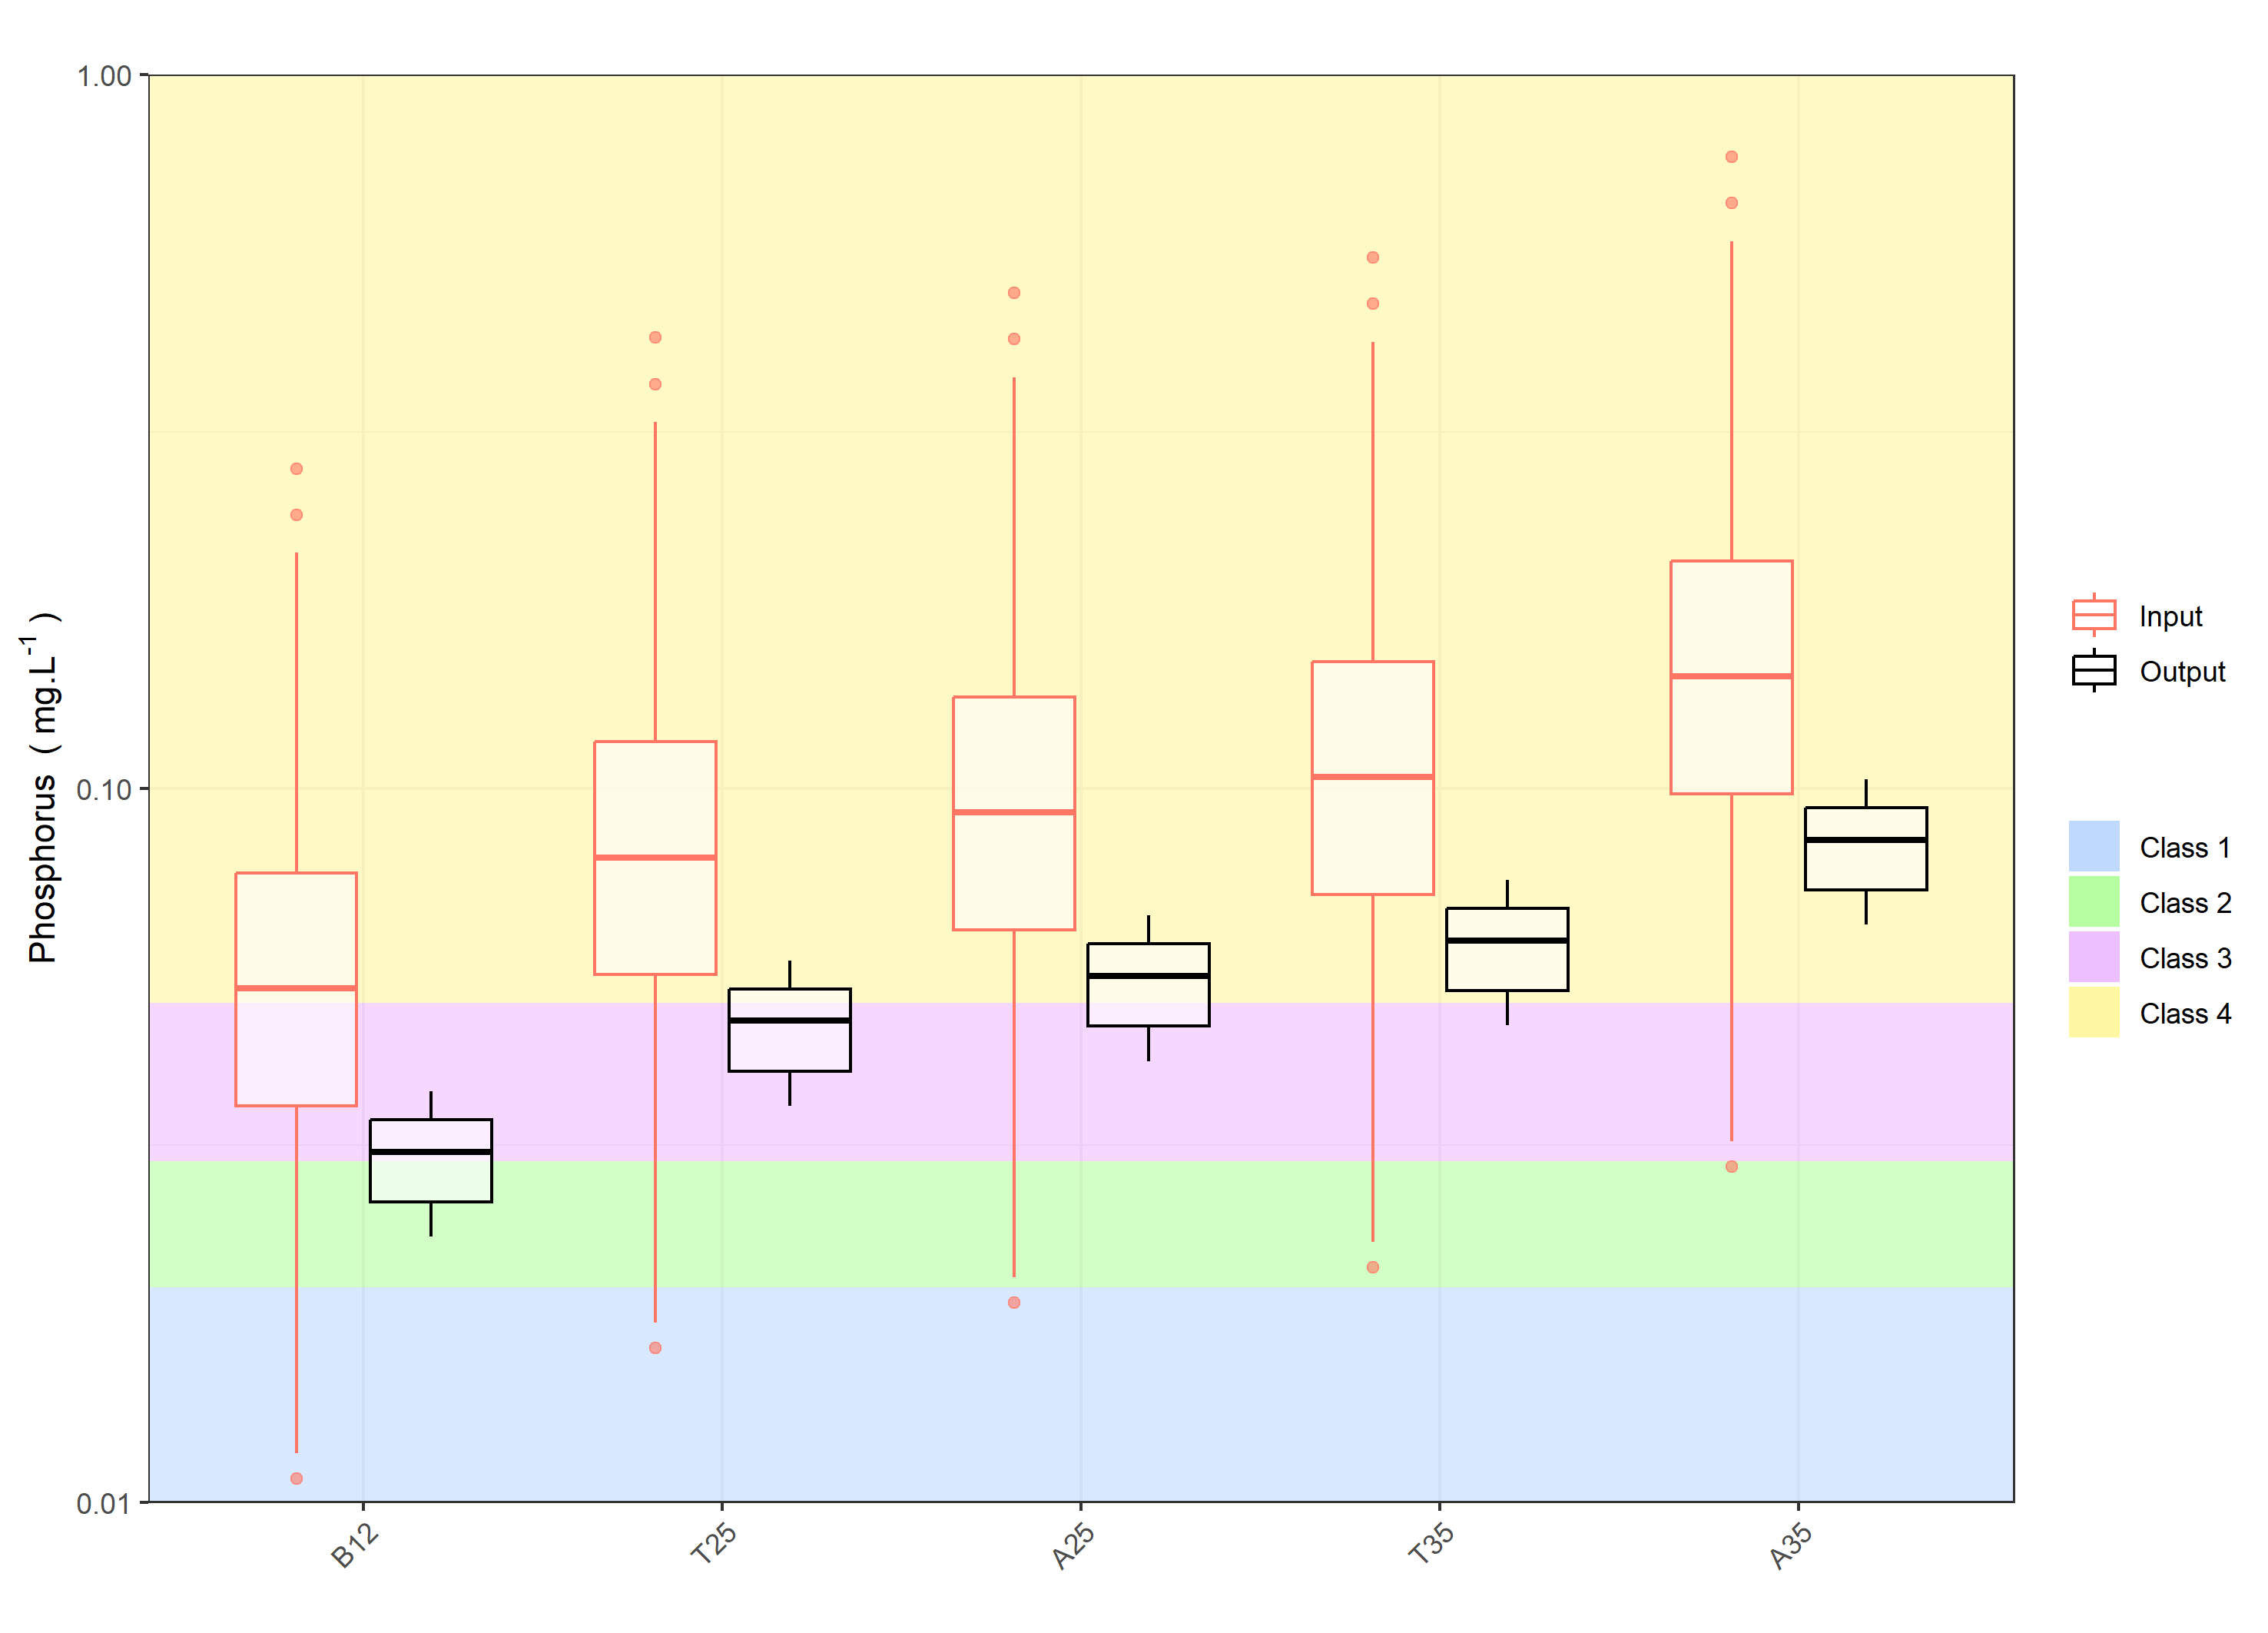 1.00
0.10
0.01
Phosphorus ( mg.L-1 )
B12
T25
A25
T35
A35
Input
Output
Class 1
Class 2
Class 3
Class 4